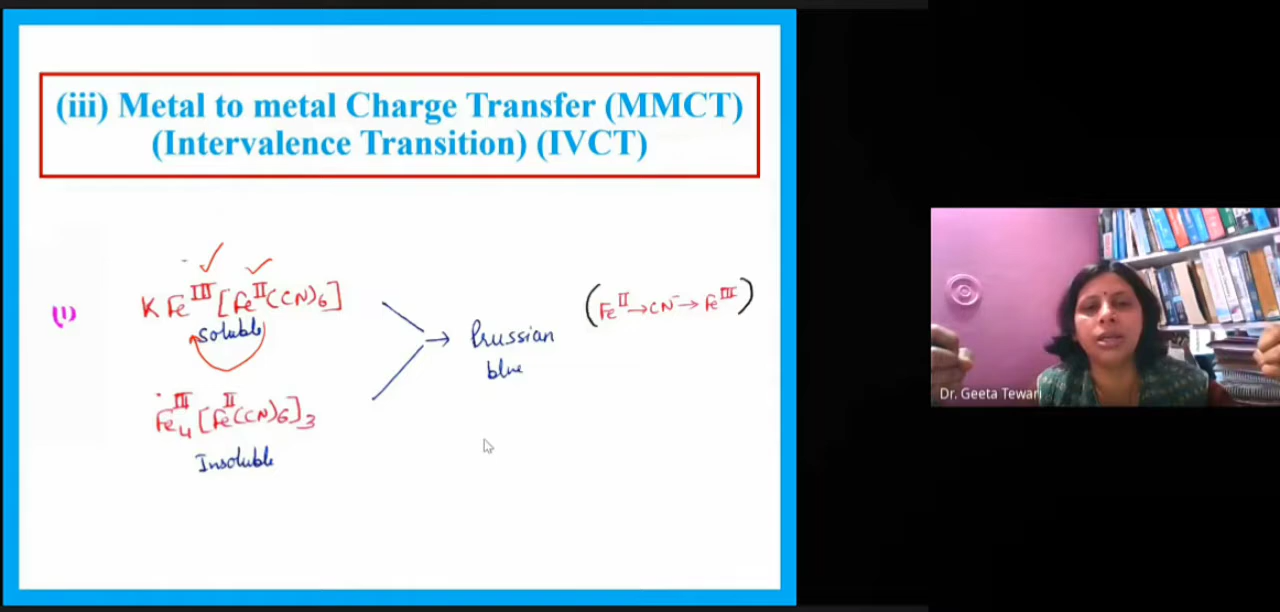 (iii) Metal to metal Charge Transfer (MMCT)
(Intervalence Transition) (IVCT)
(1)
K Fe^III [Fe^II(CN)6]
Soluble
Fe4^III [Fe^II(CN)6]3
Insoluble
→ Prussian
blue
(Fe^II → CN^- → Fe^III)
Dr. Geeta Tewari